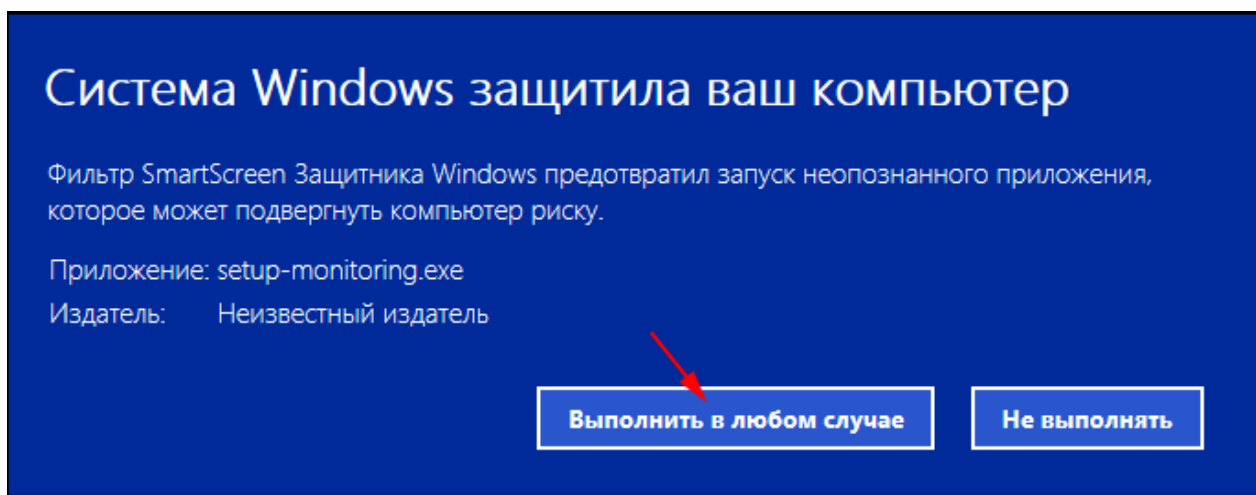 Система Windows защитила ваш компьютер
Фильтр SmartScreen Защитника Windows предотвратил запуск неопознанного приложения,
которое может подвергнуть компьютер риску.
Приложение: setup-monitoring.exe
Издатель: Неизвестный издатель
Выполнить в любом случае Не выполнять